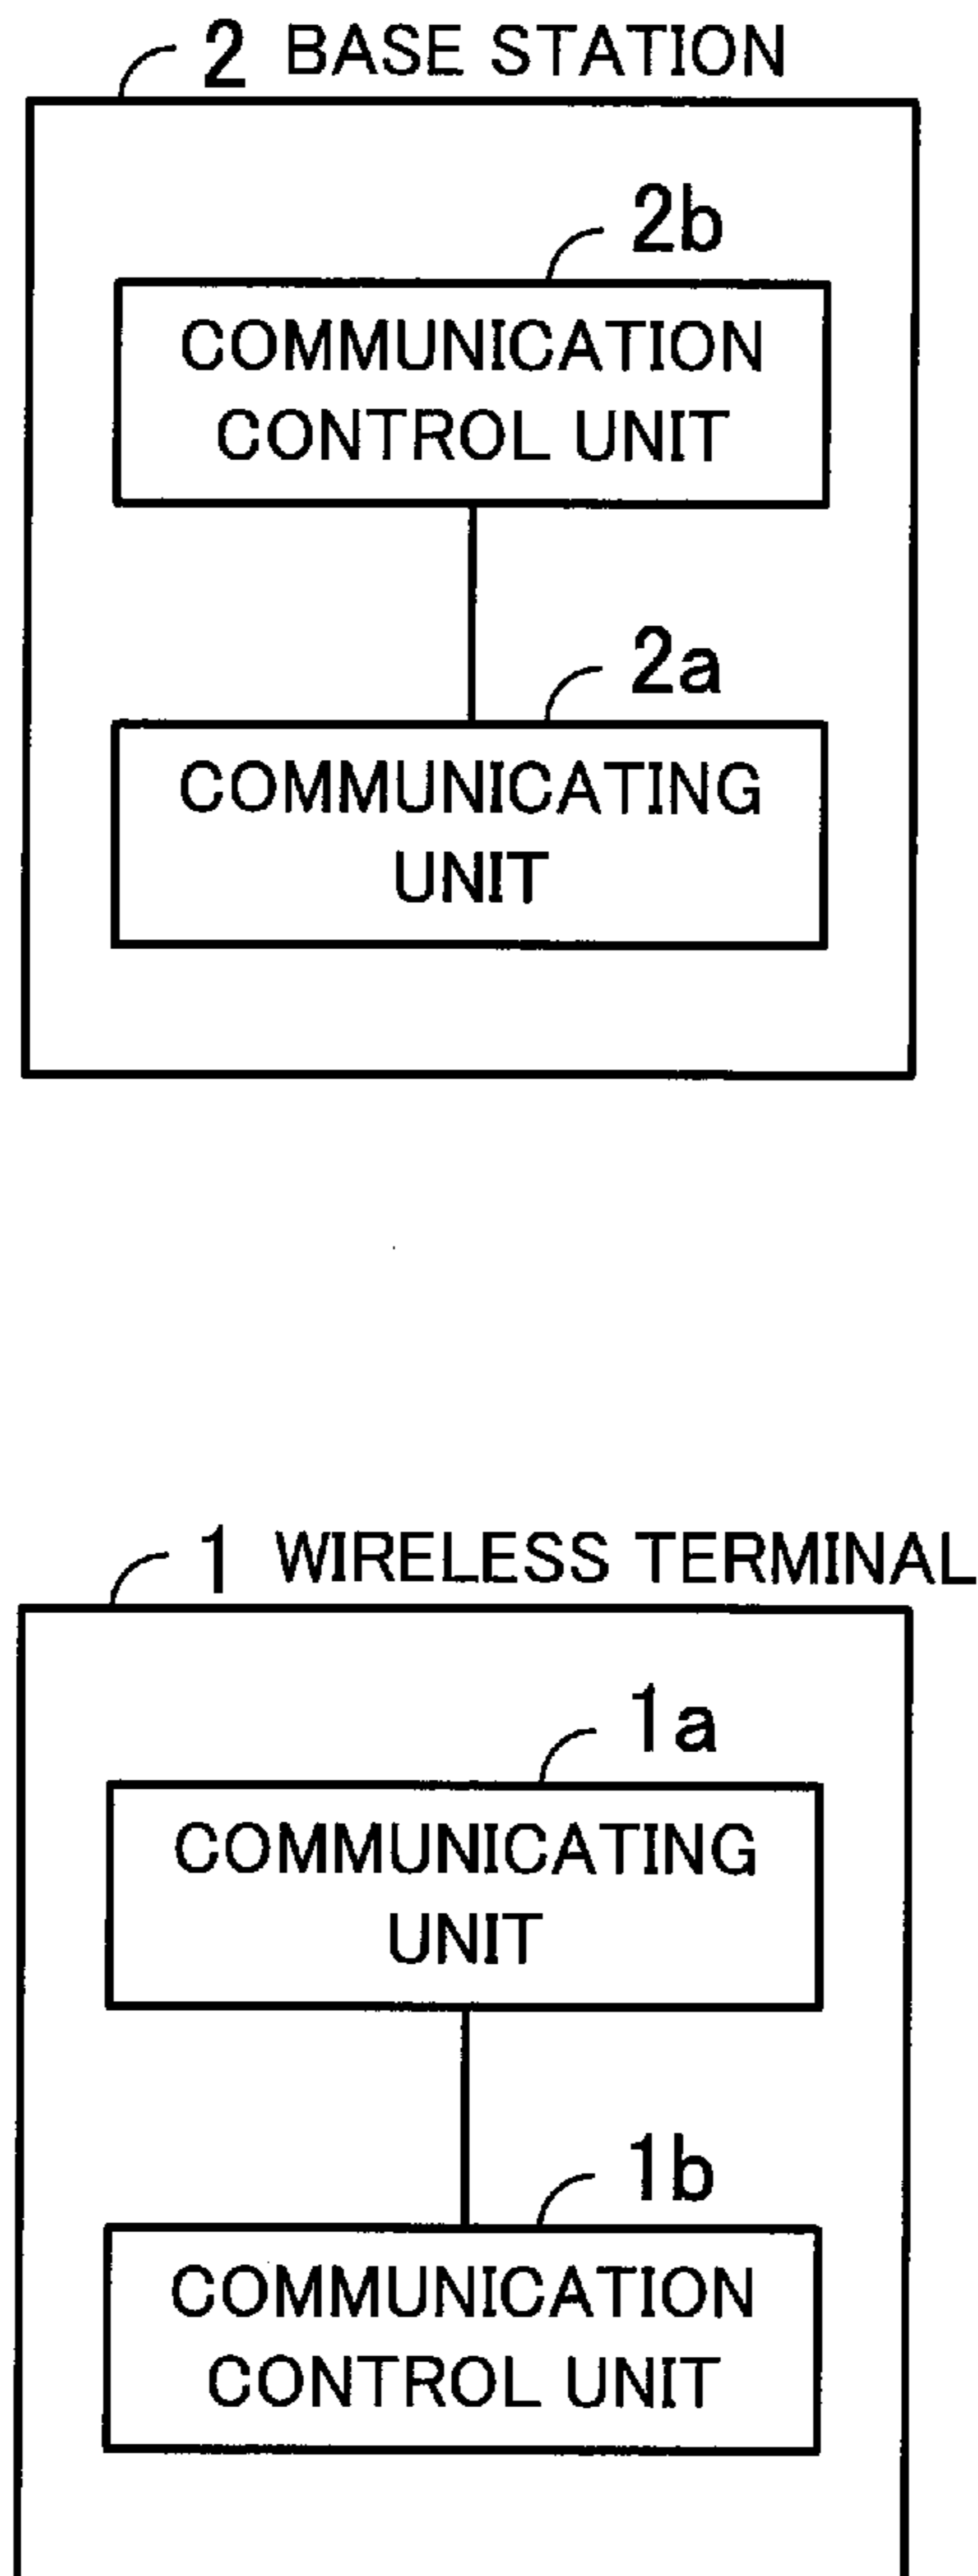 2 BASE STATION
2b
COMMUNICATION
CONTROL UNIT
2a
COMMUNICATING
UNIT
1 WIRELESS TERMINAL
1a
COMMUNICATING
UNIT
1b
COMMUNICATION
CONTROL UNIT